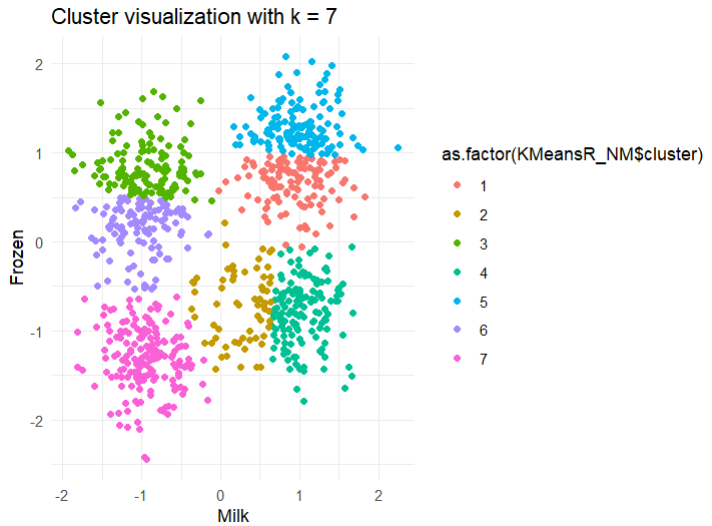 Cluster visualization with k = 7
2
1
0
-1
-2
Frozen
-2 -1 0 1 2
Milk
as.factor(KMeansR_NM$cluster)
1
2
3
4
5
6
7